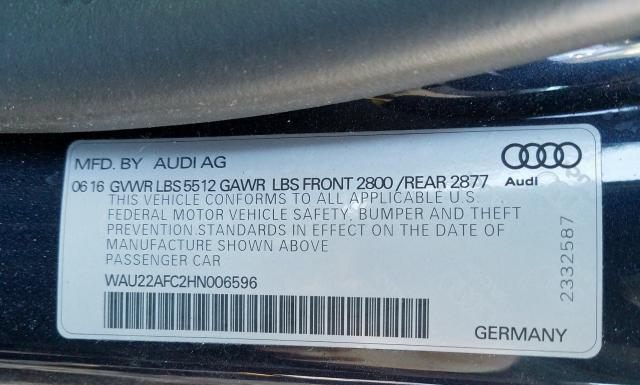 MFD. BY AUDI AG
06 16 GVWR LBS 5512 GAWR LBS FRONT 2800 /REAR 2877
Audi
THIS VEHICLE CONFORMS TO ALL APPLICABLE U.S.
FEDERAL MOTOR VEHICLE SAFETY, BUMPER AND THEFT
PREVENTION STANDARDS IN EFFECT ON THE DATE OF
MANUFACTURE SHOWN ABOVE
PASSENGER CAR
WAU22AFC2HN006596
GERMANY
2332587